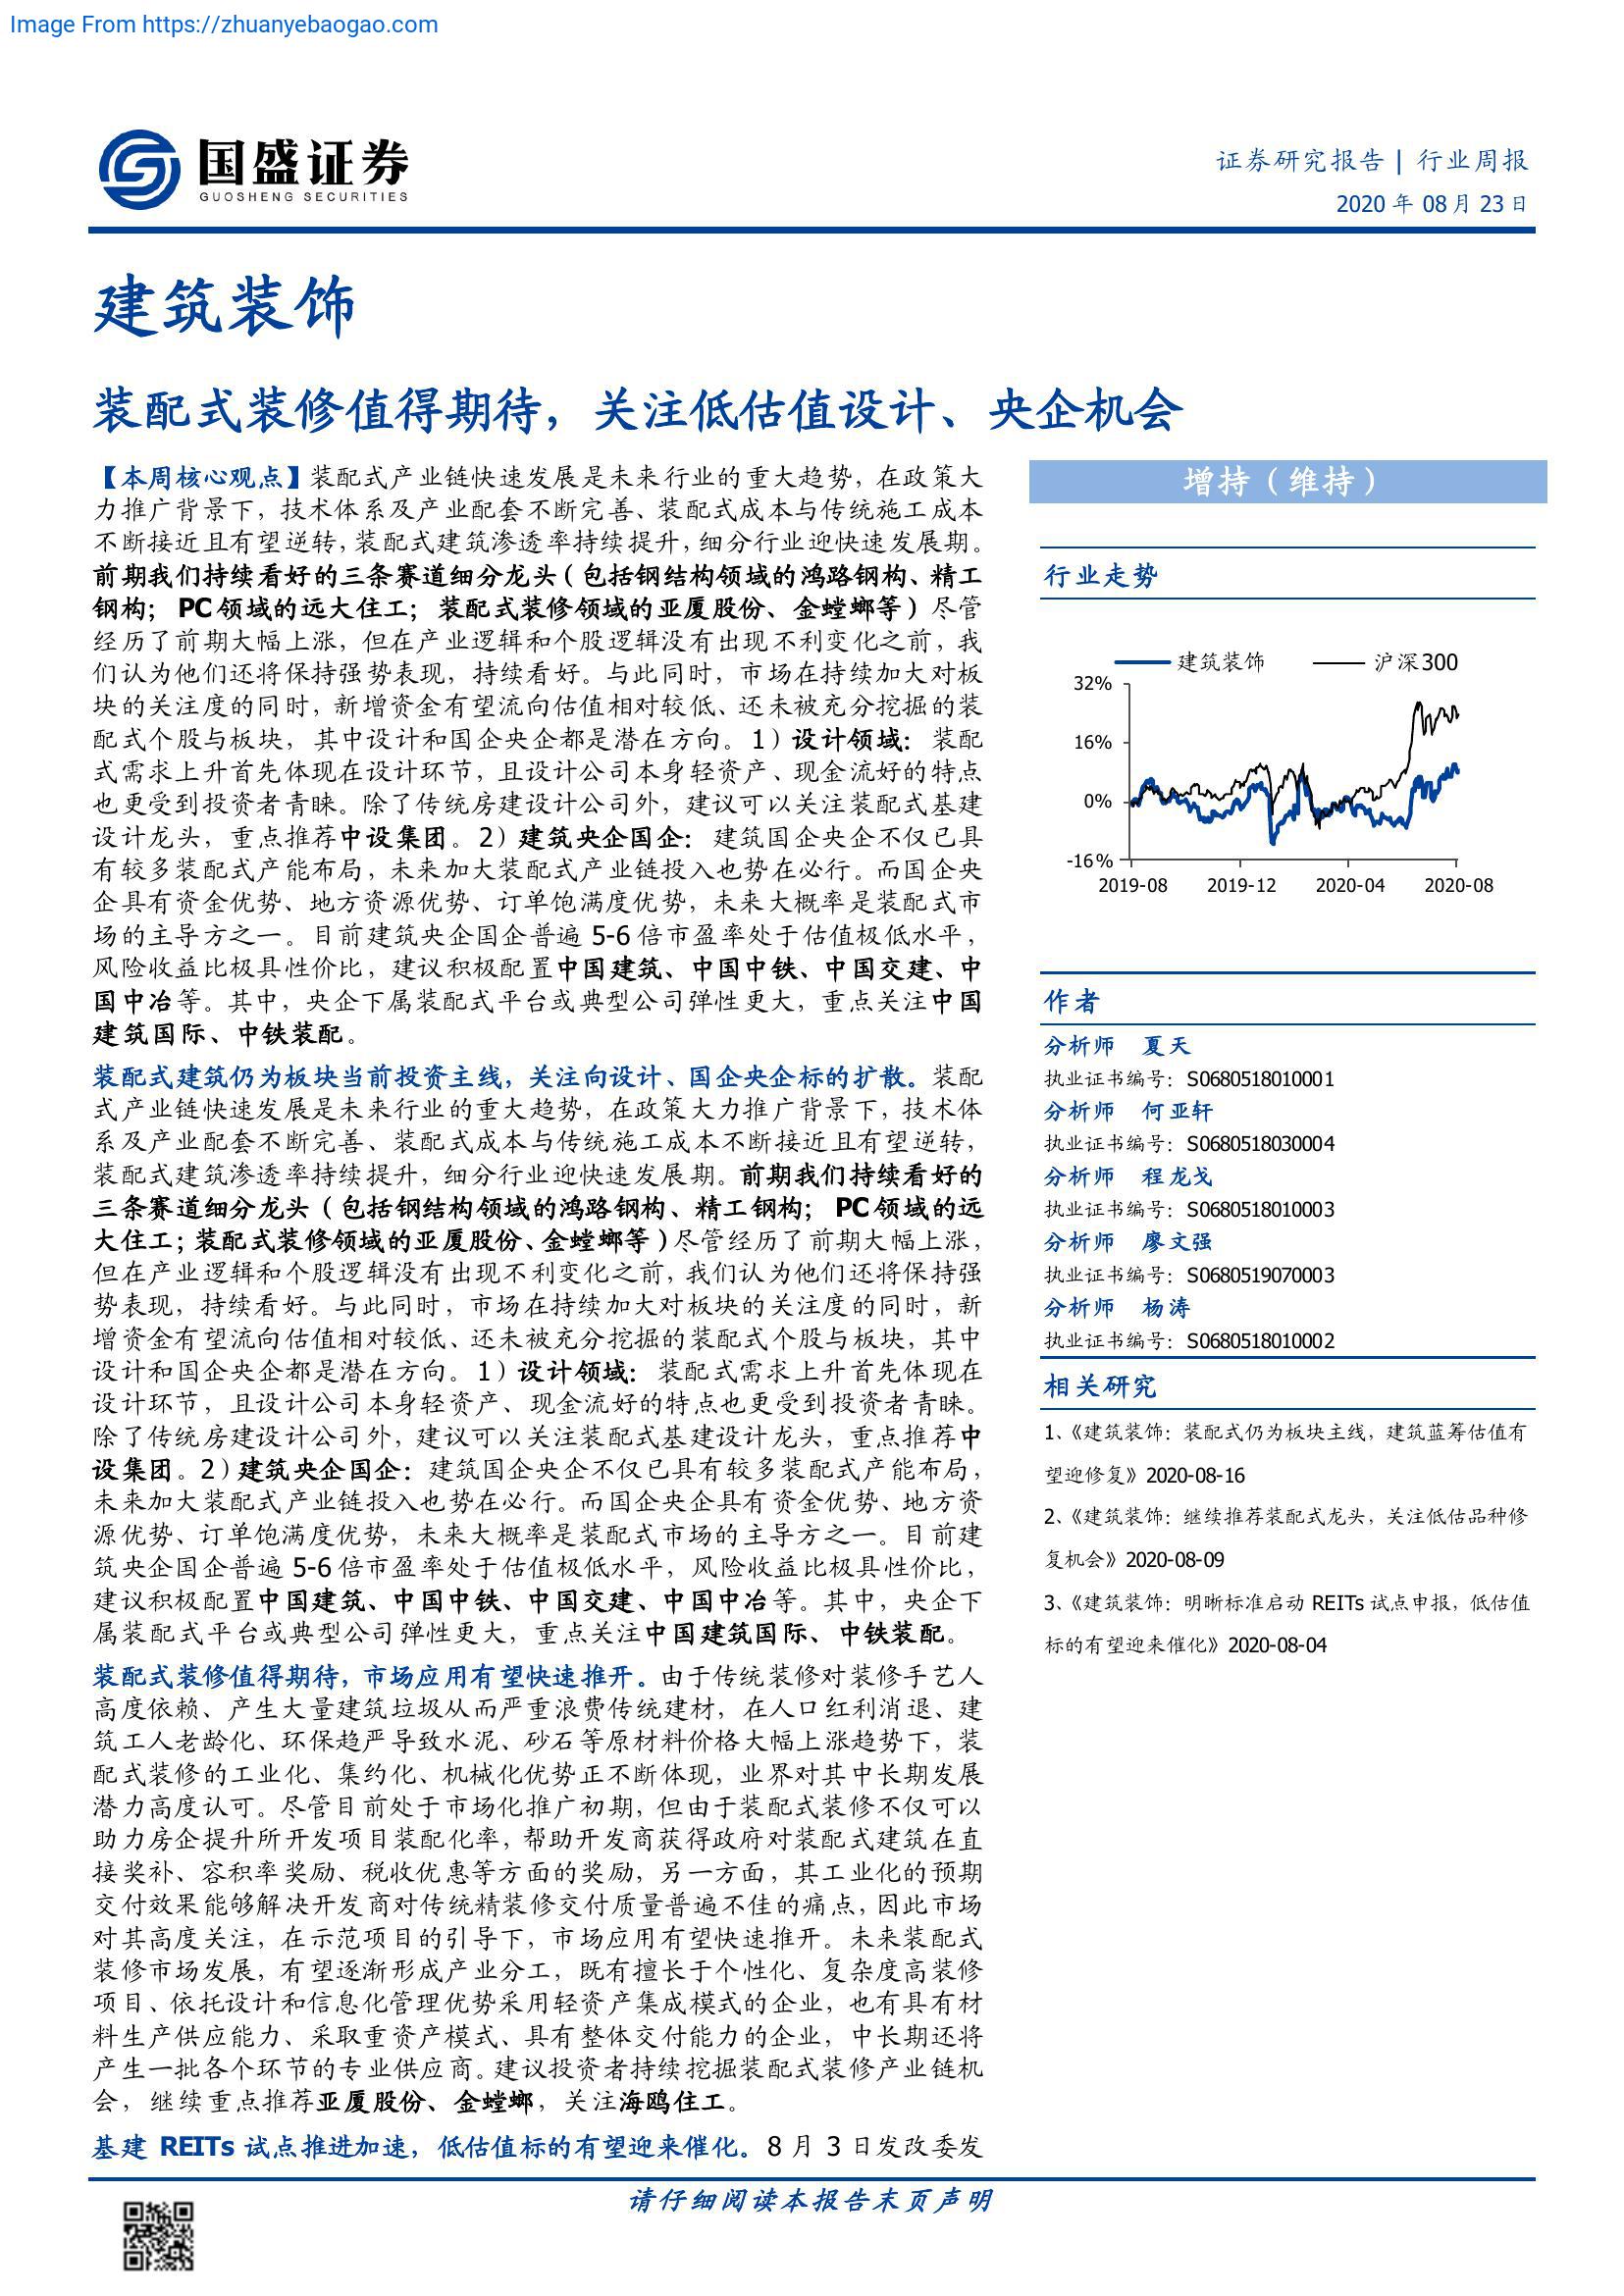 Image From https://zhuanyebaogao.com
国盛证券
GUOSHENG SECURITIES
证券研究报告 | 行业周报
2020 年 08 月 23 日
建筑装饰
装配式装修值得期待，关注低估值设计、央企机会
【本周核心观点】装配式产业链快速发展是未来行业的重大趋势，在政策大
力推广背景下，技术体系及产业配套不断完善、装配式成本与传统施工成本
不断接近且有望逆转，装配式建筑渗透率持续提升，细分行业迎快速发展期。
前期我们持续看好的三条赛道细分龙头（包括钢结构领域的鸿路钢构、精工
钢构；PC 领域的远大住工；装配式装修领域的亚厦股份、金螳螂等）尽管
经历了前期大幅上涨，但在产业逻辑和个股逻辑没有出现不利变化之前，我
们认为他们还将保持强势表现，持续看好。与此同时，市场在持续加大对板
块的关注度的同时，新增资金有望流向估值相对较低、还未被充分挖掘的装
配式个股与板块，其中设计和国企央企都是潜在方向。1）设计领域：装配
式需求上升首先体现在设计环节，且设计公司本身轻资产、现金流好的特点
也更受到投资者青睐。除了传统房建设计公司外，建议可以关注装配式基建
设计龙头，重点推荐中设集团。2）建筑央企国企：建筑国企央企不仅已具
有较多装配式产能布局，未来加大装配式产业链投入也势在必行。而国企央
企具有资金优势、地方资源优势、订单饱满度优势，未来大概率是装配式市
场的主导方之一。目前建筑央企国企普遍 5-6 倍市盈率处于估值极低水平，
风险收益比极具性价比，建议积极配置中国建筑、中国中铁、中国交建、中
国中冶等。其中，央企下属装配式平台或典型公司弹性更大，重点关注中国
建筑国际、中铁装配。
装配式建筑仍为板块当前投资主线，关注向设计、国企央企标的扩散。装配
式产业链快速发展是未来行业的重大趋势，在政策大力推广背景下，技术体
系及产业配套不断完善、装配式成本与传统施工成本不断接近且有望逆转，
装配式建筑渗透率持续提升，细分行业迎快速发展期。前期我们持续看好的
三条赛道细分龙头（包括钢结构领域的鸿路钢构、精工钢构；PC 领域的远
大住工；装配式装修领域的亚厦股份、金螳螂等）尽管经历了前期大幅上涨，
但在产业逻辑和个股逻辑没有出现不利变化之前，我们认为他们还将保持强
势表现，持续看好。与此同时，市场在持续加大对板块的关注度的同时，新
增资金有望流向估值相对较低、还未被充分挖掘的装配式个股与板块，其中
设计和国企央企都是潜在方向。1）设计领域：装配式需求上升首先体现在
设计环节，且设计公司本身轻资产、现金流好的特点也更受到投资者青睐。
除了传统房建设计公司外，建议可以关注装配式基建设计龙头，重点推荐中
设集团。2）建筑央企国企：建筑国企央企不仅已具有较多装配式产能布局，
未来加大装配式产业链投入也势在必行。而国企央企具有资金优势、地方资
源优势、订单饱满度优势，未来大概率是装配式市场的主导方之一。目前建
筑央企国企普遍 5-6 倍市盈率处于估值极低水平，风险收益比极具性价比，
建议积极配置中国建筑、中国中铁、中国交建、中国中冶等。其中，央企下
属装配式平台或典型公司弹性更大，重点关注中国建筑国际、中铁装配。
装配式装修值得期待，市场应用有望快速推开。由于传统装修对装修手艺人
高度依赖、产生大量建筑垃圾从而严重浪费传统建材，在人口红利消退、建
筑工人老龄化、环保趋严导致水泥、砂石等原材料价格大幅上涨趋势下，装
配式装修的工业化、集约化、机械化优势正不断体现，业界对其中长期发展
潜力高度认可。尽管目前处于市场化推广初期，但由于装配式装修不仅可以
助力房企提升所开发项目装配化率，帮助开发商获得政府对装配式建筑在直
接奖补、容积率奖励、税收优惠等方面的奖励，另一方面，其工业化的预期
交付效果能够解决开发商对传统精装修交付质量普遍不佳的痛点，因此市场
对其高度关注，在示范项目的引导下，市场应用有望快速推开。未来装配式
装修市场发展，有望逐渐形成产业分工，既有擅长于个性化、复杂度高装修
项目、依托设计和信息化管理优势采用轻资产集成模式的企业，也有具有材
料生产供应能力、采取重资产模式、具有整体交付能力的企业，中长期还将
产生一批各个环节的专业供应商。建议投资者持续挖掘装配式装修产业链机
会，继续重点推荐亚厦股份、金螳螂，关注海鸥住工。
基建 REITs 试点推进加速，低估值标的有望迎来催化。8 月 3 日发改委发
增持（维持）
行业走势
建筑装饰 沪深300
32%
16%
0%
-16%
2019-08 2019-12 2020-04 2020-08
作者
分析师 夏天
执业证书编号：S0680518010001
分析师 何亚轩
执业证书编号：S0680518030004
分析师 程龙戈
执业证书编号：S0680518010003
分析师 廖文强
执业证书编号：S0680519070003
分析师 杨涛
执业证书编号：S0680518010002
相关研究
1、《建筑装饰：装配式仍为板块主线，建筑蓝筹估值有
望迎修复》2020-08-16
2、《建筑装饰：继续推荐装配式龙头，关注低估品种修
复机会》2020-08-09
3、《建筑装饰：明晰标准启动 REITs 试点申报，低估值
标的有望迎来催化》2020-08-04
请仔细阅读本报告末页声明